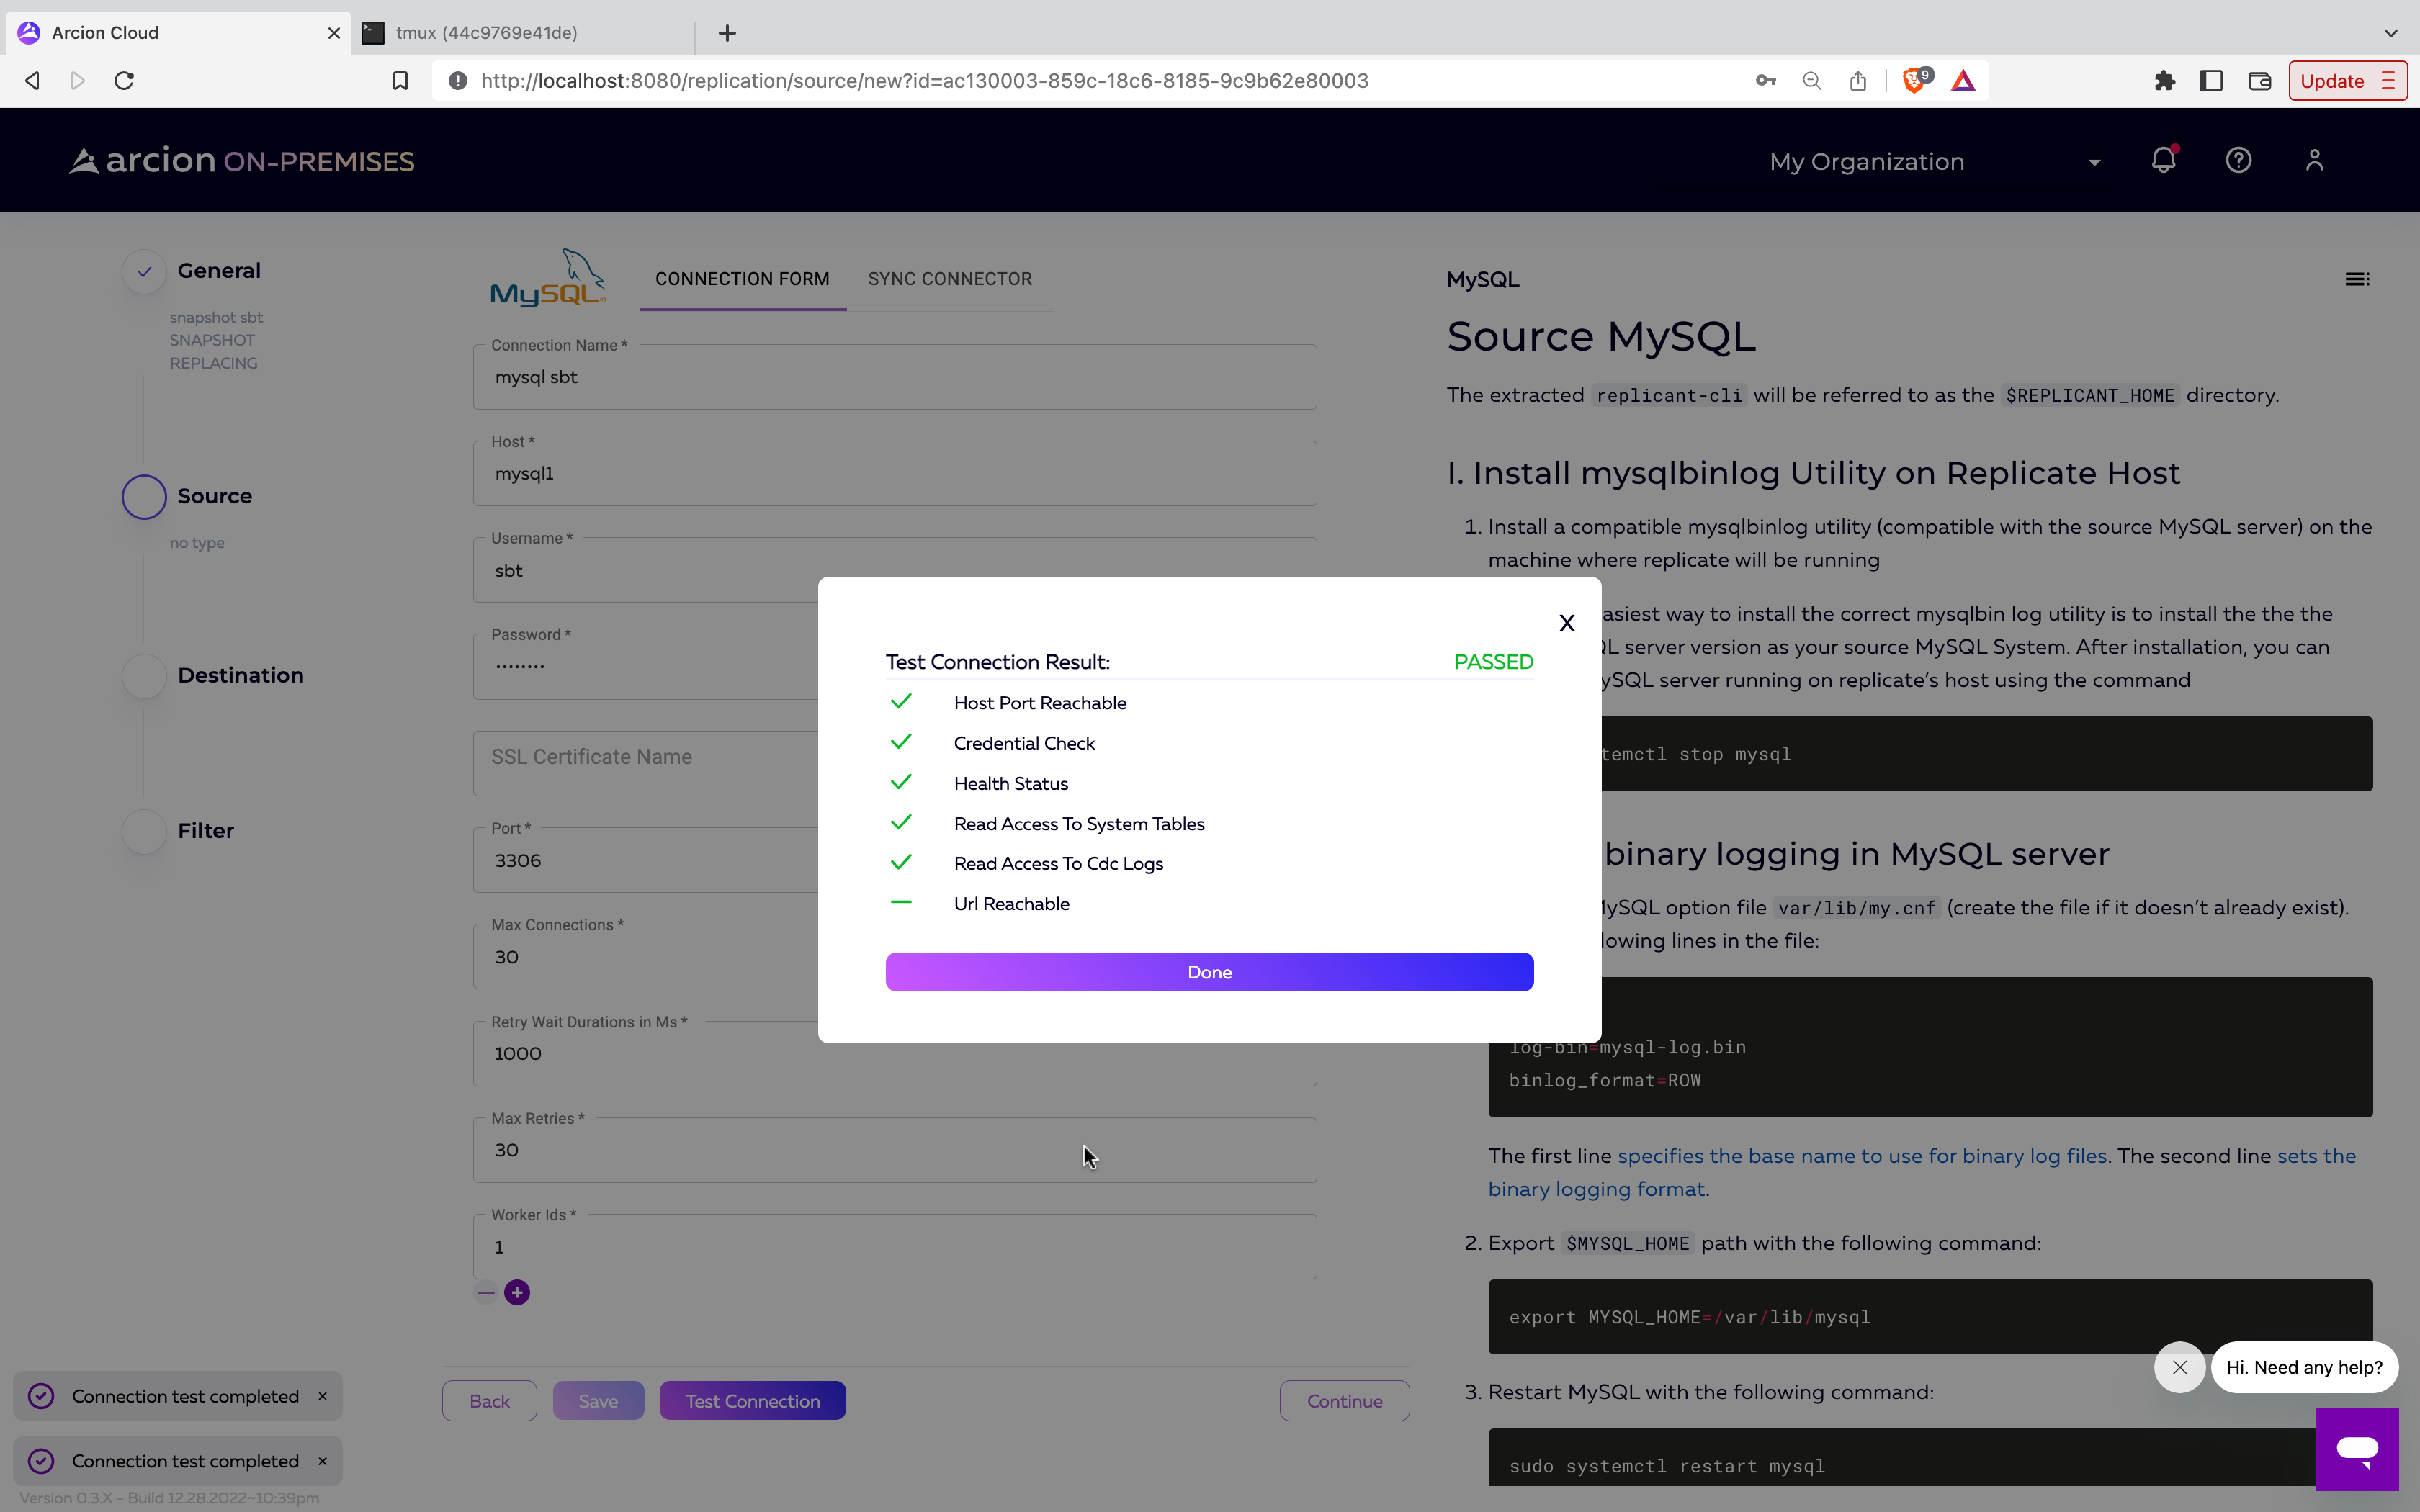 Arcion Cloud
tmux (44c9769e41de)
http://localhost:8080/replication/source/new?id=ac130003-859c-18c6-8185-9c9b62e80003
9
Update
arcion ON-PREMISES
My Organization
General
snapshot sbt
SNAPSHOT
REPLACING
Source
no type
Destination
Filter
MySQL
CONNECTION FORM
SYNC CONNECTOR
Connection Name *
mysql sbt
Host *
mysql1
Username *
sbt
Password *
••••••••
SSL Certificate Name
Port *
3306
Max Connections *
30
Retry Wait Durations in Ms *
1000
Max Retries *
30
Worker Ids *
1
Back
Save
Test Connection
Continue
X
Test Connection Result:
PASSED
Host Port Reachable
Credential Check
Health Status
Read Access To System Tables
Read Access To Cdc Logs
Url Reachable
Done
MySQL
Source MySQL
The extracted replicant-cli will be referred to as the $REPLICANT_HOME directory.
I. Install mysqlbinlog Utility on Replicate Host
1. Install a compatible mysqlbinlog utility (compatible with the source MySQL server) on the
machine where replicate will be running
asiest way to install the correct mysqlbin log utility is to install the the the
QL server version as your source MySQL System. After installation, you can
ySQL server running on replicate's host using the command
temctl stop mysql
binary logging in MySQL server
MySQL option file var/lib/my.cnf (create the file if it doesn't already exist).
lowing lines in the file:
log-bin=mysql-log.bin
binlog_format=ROW
The first line specifies the base name to use for binary log files. The second line sets the
binary logging format.
2. Export $MYSQL_HOME path with the following command:
export MYSQL_HOME=/var/lib/mysql
3. Restart MySQL with the following command:
sudo systemctl restart mysql
Hi. Need any help?
Connection test completed ×
Connection test completed ×
Version 0.3.X - Build 12.28.2022~10:39pm